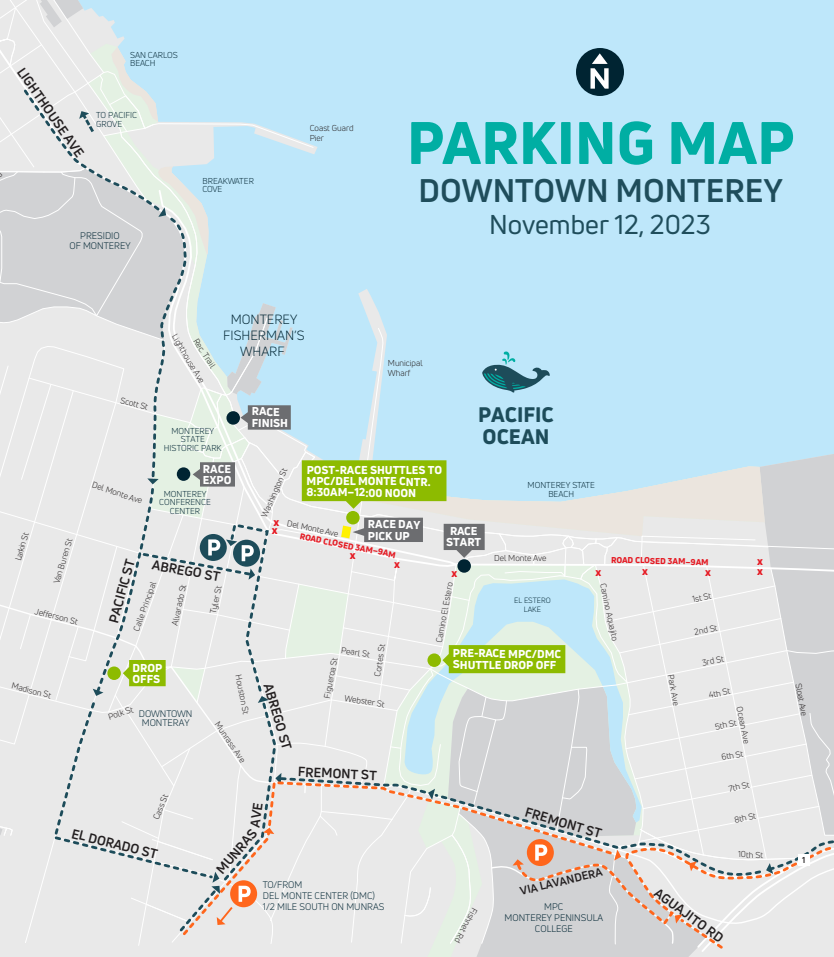 N
PARKING MAP
DOWNTOWN MONTEREY
November 12, 2023
SAN CARLOS
BEACH
LIGHTHOUSE AVE
TO PACIFIC
GROVE
Coast Guard
Pier
BREAKWATER
COVE
PRESIDIO
OF MONTEREY
MONTEREY
FISHERMAN'S
WHARF
Rec. Trail
Lighthouse Ave
Municipal
Wharf
PACIFIC
OCEAN
Scott St
RACE
FINISH
MONTEREY
STATE
HISTORIC PARK
RACE
EXPO
MONTEREY
CONFERENCE
CENTER
Washington St
POST-RACE SHUTTLES TO
MPC/DEL MONTE CNTR.
8:30AM–12:00 NOON
MONTEREY STATE
BEACH
Del Monte Ave
Del Monte Ave
RACE DAY
PICK UP
RACE
START
ROAD CLOSED 3AM–9AM
x
x
x
x
x
Del Monte Ave
ROAD CLOSED 3AM–9AM
x
x
x
x
x
P
P
Larkin St
Van Buren St
PACIFIC ST
ABREGO ST
Calle Principal
Alvarado St
Tyler St
Jefferson St
Camino El Estero
EL ESTERO
LAKE
Camino Aguajito
1st St
2nd St
3rd St
4th St
5th St
6th St
7th St
8th St
10th St
Park Ave
Ocean Ave
Sloat Ave
Pearl St
Figueroa St
Cortes St
Webster St
PRE-RACE MPC/DMC
SHUTTLE DROP OFF
DROP
OFFS
Madison St
Polk St
DOWNTOWN
MONTERAY
Houston St
ABREGO ST
Munrass Ave
Cass St
FREMONT ST
FREMONT ST
1
EL DORADO ST
MUNRAS AVE
P
TO/FROM
DEL MONTE CENTER (DMC)
1/2 MILE SOUTH ON MUNRAS
P
VIA LAVANDERA
AGUAJITO RD
MPC
MONTEREY PENINSULA
COLLEGE
Fishnet Rd